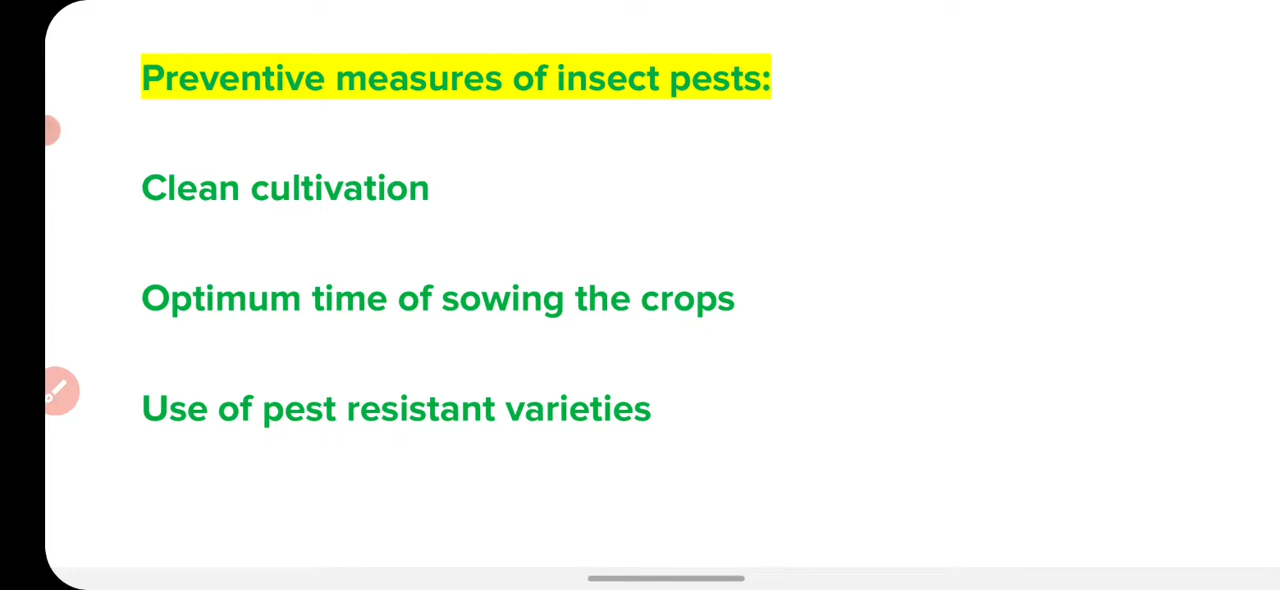 Preventive measures of insect pests:
Clean cultivation
Optimum time of sowing the crops
Use of pest resistant varieties